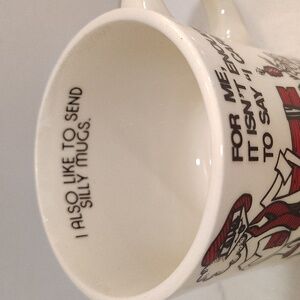 FOR ME,
IT ISN'T
TO SAY "I
I ALSO LIKE TO SEND
SILLY MUGS.